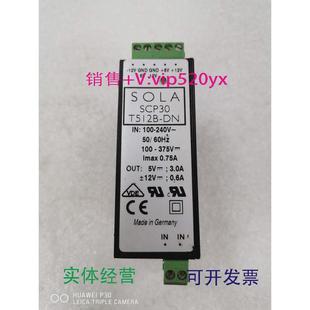 -12V GND GND +5V +12V
销售+V:vip520yx
SOLA
SCP30
T512B-DN
IN: 100-240V~
50/ 60Hz
100 - 375V⎓
Imax 0.75A
OUT: 5V⎓; 3.0A
±12V⎓; 0.6A
VDE
Made in Germany
IN IN
实体经营
可开发票
HUAWEI P30
LEICA TRIPLE CAMERA